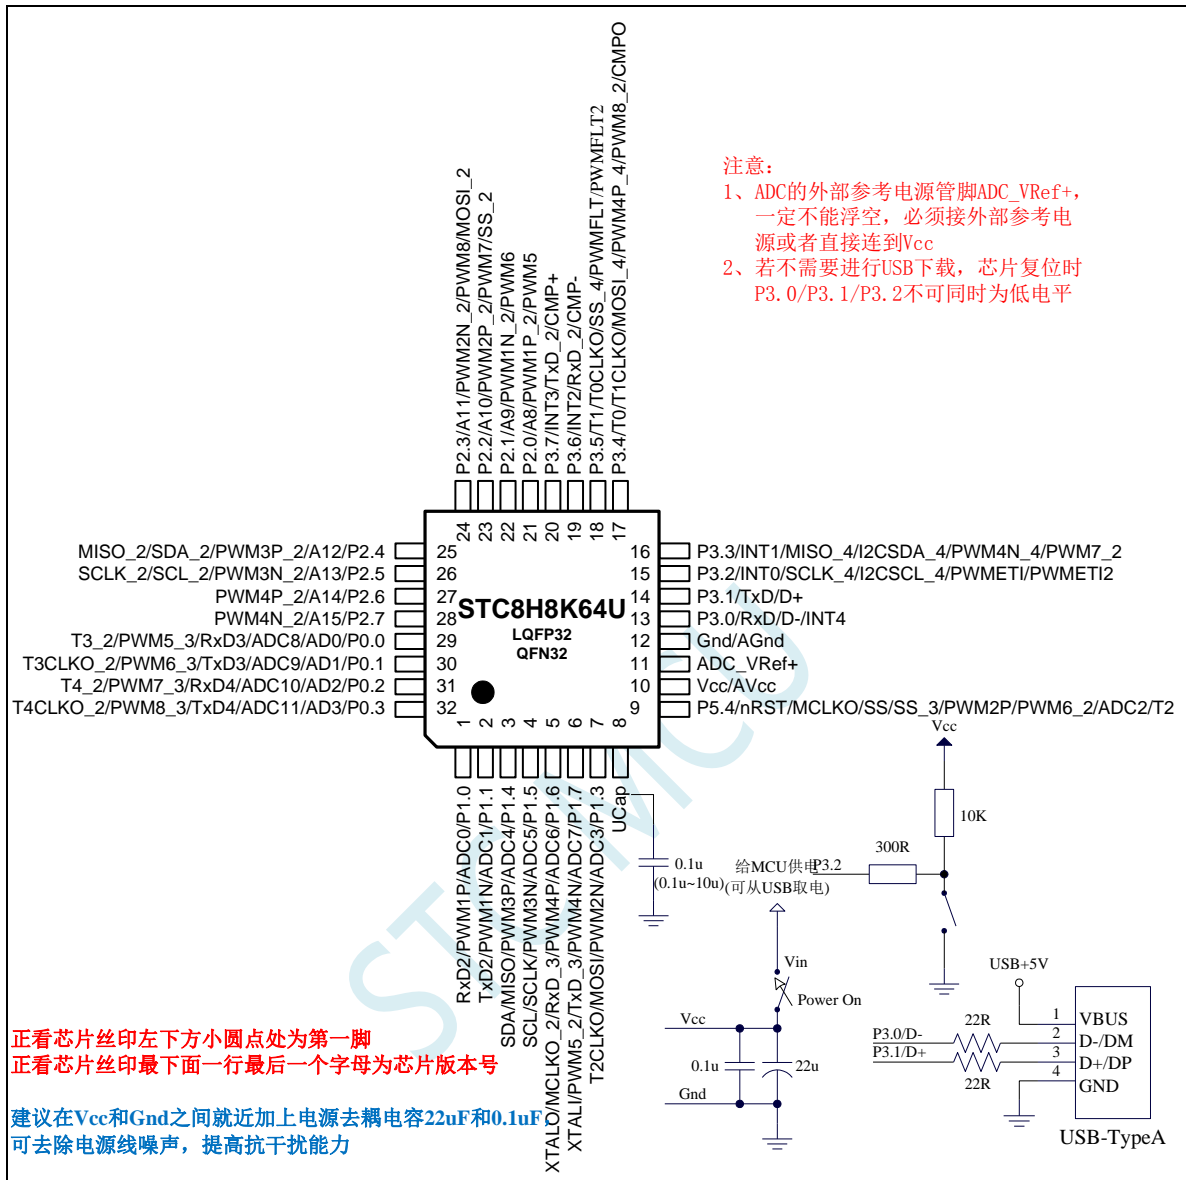 P2.3/A11/PWM2N_2/PWM8/MOSI_2
P2.2/A10/PWM2P_2/PWM7/SS_2
P2.1/A9/PWM1N_2/PWM6
P2.0/A8/PWM1P_2/PWM5
P3.7/INT3/TxD_2/CMP+
P3.6/INT2/RxD_2/CMP-
P3.5/T1/T0CLKO/SS_4/PWMFLT/PWMFLT2
P3.4/T0/T1CLKO/MOSI_4/PWM4P_4/PWM8_2/CMPO
注意:
1、ADC的外部参考电源管脚ADC_VRef+,
一定不能浮空，必须接外部参考电
源或者直接连到Vcc
2、若不需要进行USB下载，芯片复位时
P3.0/P3.1/P3.2不可同时为低电平
24
23
22
21
20
19
18
17
MISO_2/SDA_2/PWM3P_2/A12/P2.4
25
SCLK_2/SCL_2/PWM3N_2/A13/P2.5
26
PWM4P_2/A14/P2.6
27
PWM4N_2/A15/P2.7
28
T3_2/PWM5_3/RxD3/ADC8/AD0/P0.0
29
T3CLKO_2/PWM6_3/TxD3/ADC9/AD1/P0.1
30
T4_2/PWM7_3/RxD4/ADC10/AD2/P0.2
31
T4CLKO_2/PWM8_3/TxD4/ADC11/AD3/P0.3
32
STC8H8K64U
LQFP32
QFN32
16
P3.3/INT1/MISO_4/I2CSDA_4/PWM4N_4/PWM7_2
15
P3.2/INT0/SCLK_4/I2CSCL_4/PWMETI/PWMETI2
14
P3.1/TxD/D+
13
P3.0/RxD/D-/INT4
12
Gnd/AGnd
11
ADC_VRef+
10
Vcc/AVcc
9
P5.4/nRST/MCLKO/SS/SS_3/PWM2P/PWM6_2/ADC2/T2
1
2
3
4
5
6
7
8
RxD2/PWM1P/ADC0/P1.0
TxD2/PWM1N/ADC1/P1.1
SDA/MISO/PWM3P/ADC4/P1.4
SCL/SCLK/PWM3N/ADC5/P1.5
XTALO/MCLKO_2/RxD_3/PWM4P/ADC6/P1.6
XTALI/PWM5_2/TxD_3/PWM4N/ADC7/P1.7
T2CLKO/MOSI/PWM2N/ADC3/P1.3
UCap
0.1u
(0.1u~10u)
Vcc
10K
300R
P3.2
给MCU供电
(可从USB取电)
Vin
Power On
Vcc
0.1u
22u
Gnd
USB+5V
P3.0/D-
22R
P3.1/D+
22R
1
VBUS
2
D-/DM
3
D+/DP
4
GND
USB-TypeA
STC MCU
正看芯片丝印左下方小圆点处为第一脚
正看芯片丝印最下面一行最后一个字母为芯片版本号
建议在Vcc和Gnd之间就近加上电源去耦电容22uF和0.1uF，
可去除电源线噪声，提高抗干扰能力